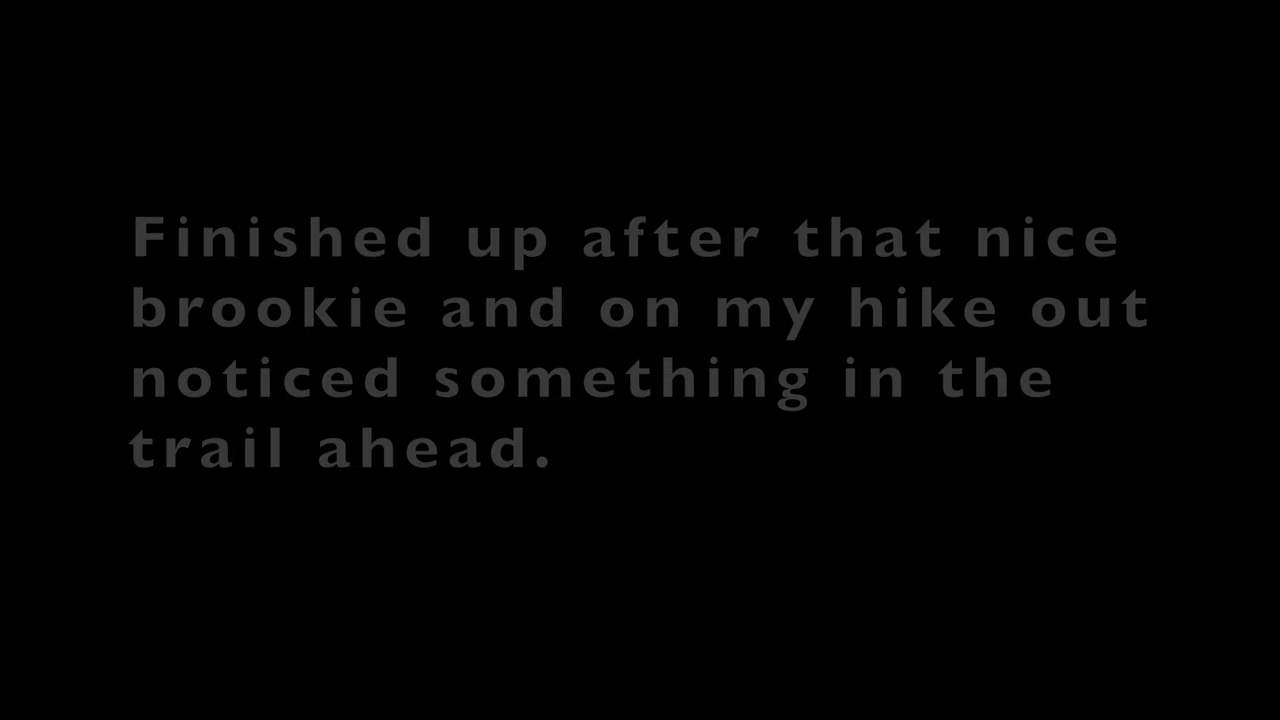 Finished up after that nice
brookie and on my hike out
noticed something in the
trail ahead.